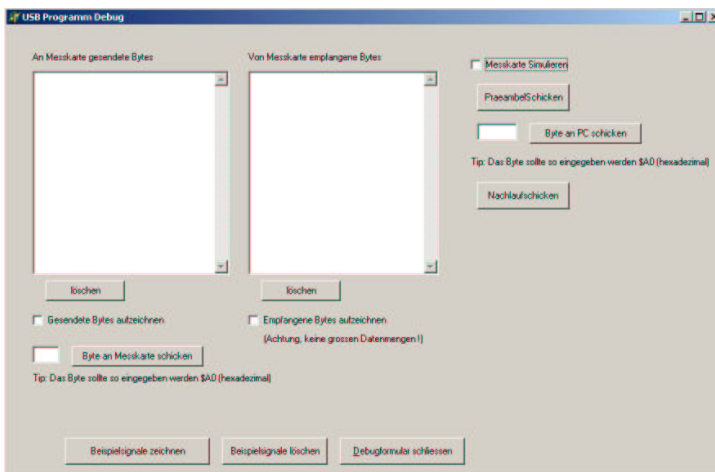 USB Programm Debug
An Messkarte gesendete Bytes
Von Messkarte empfangene Bytes
Messkarte Simulieren
PraeambelSchicken
Byte an PC schicken
Tip: Das Byte sollte so eingegeben werden $A0 (hexadezimal)
Nachlaufschicken
löschen
löschen
Gesendete Bytes aufzeichnen
Empfangene Bytes aufzeichnen
(Achtung, keine grossen Datenmengen !)
Byte an Messkarte schicken
Tip: Das Byte sollte so eingegeben werden $A0 (hexadezimal)
Beispielsignale zeichnen
Beispielsignale löschen
Debugformular schliessen